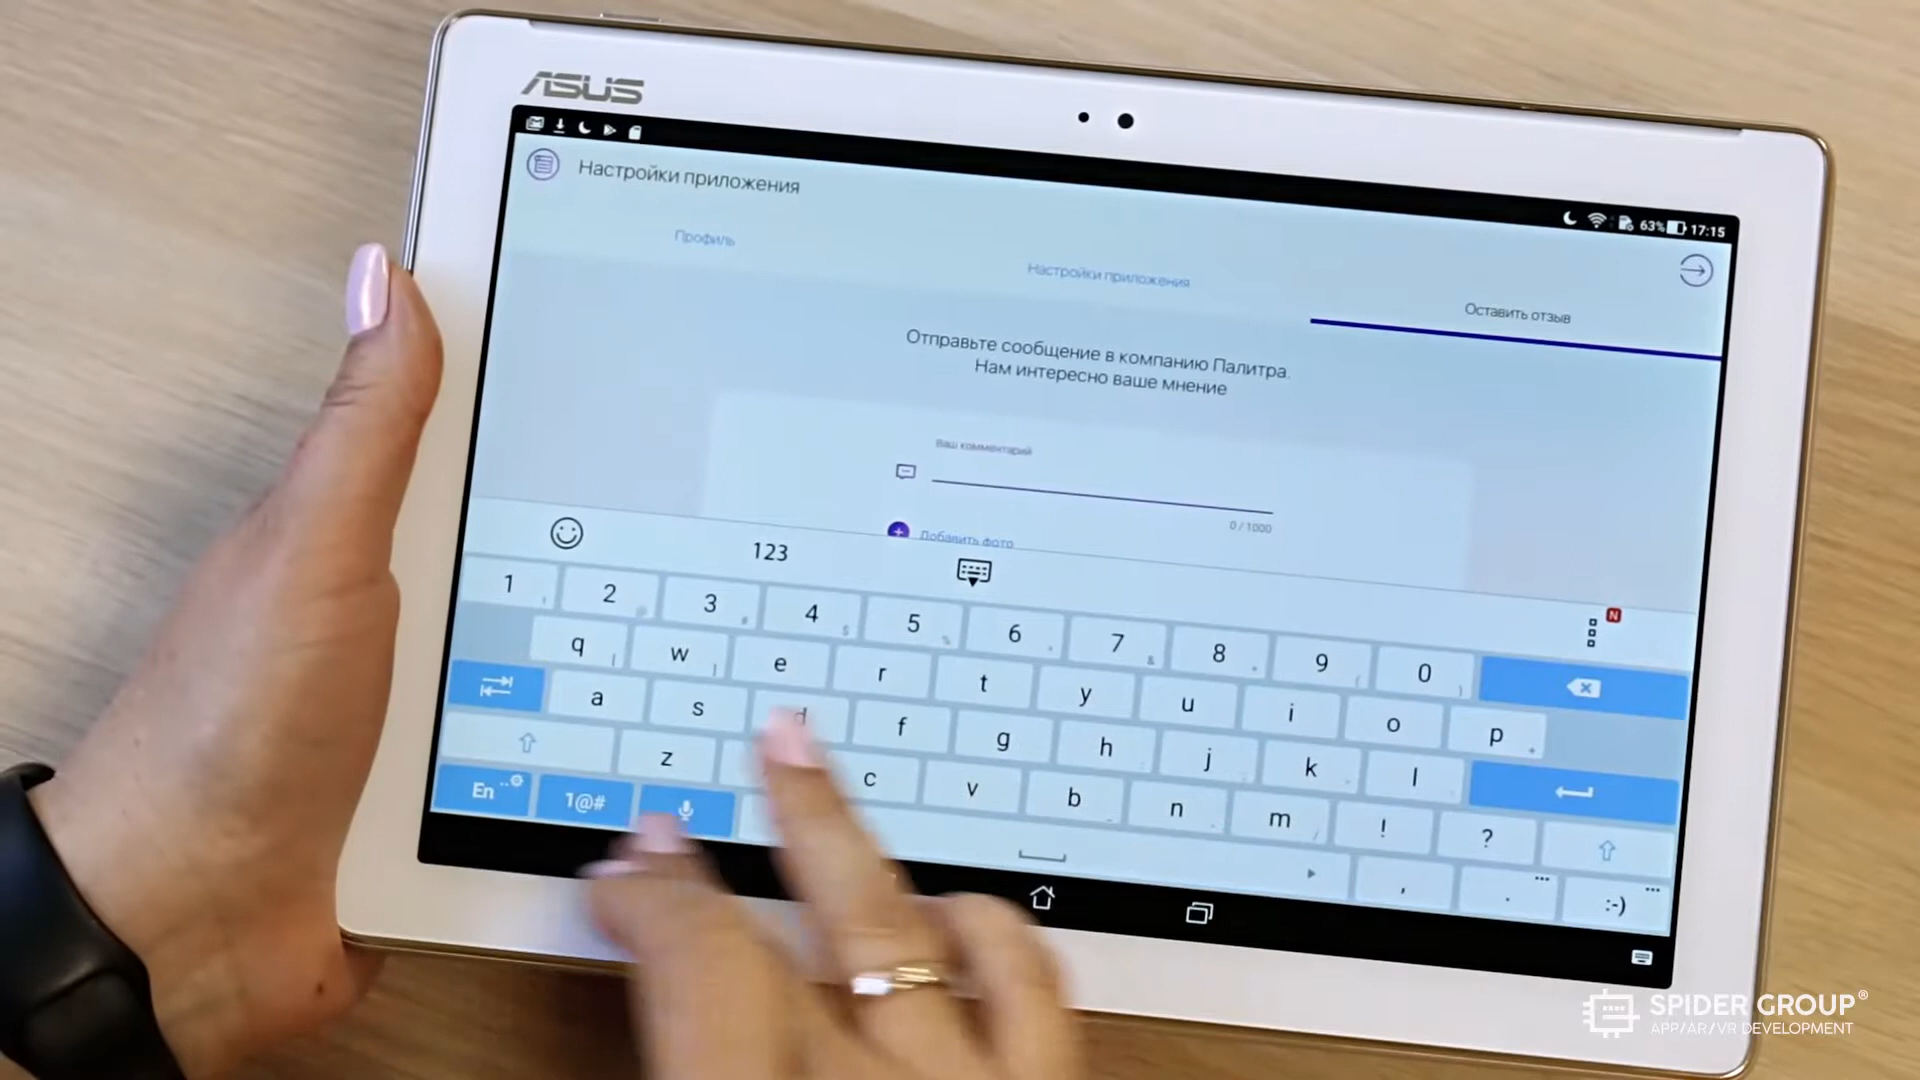 ASUS
63% 17:15
Настройки приложения
Профиль
Настройки приложения
Оставить отзыв
Отправьте сообщение в компанию Палитра.
Нам интересно ваше мнение
Ваш комментарий
0 / 1000
Добавить фото
123
N
1 2 3 4 5 6 7 8 9 0
q w e r t y u i o p
a s d f g h j k l
z c v b n m ! ?
En 1@# , . :-)
SPIDER GROUP®
APP/AR/VR DEVELOPMENT